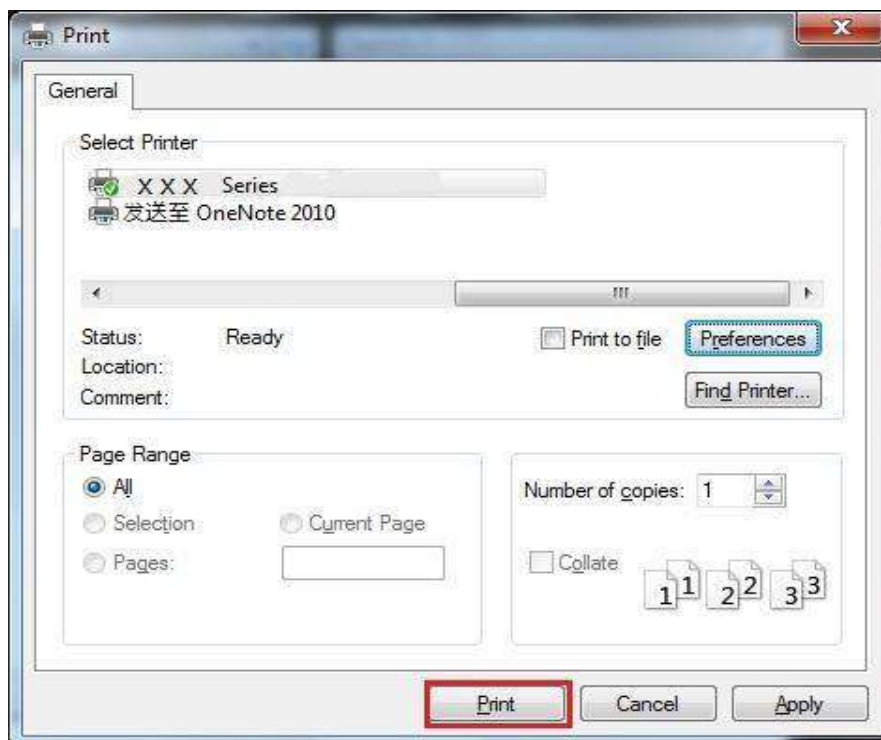 Print
General
Select Printer
X X X Series
发送至 OneNote 2010
Status: Ready
Print to file
Preferences
Location:
Comment:
Find Printer...
Page Range
All
Selection
Current Page
Pages:
Number of copies: 1
Collate
1 1 2 2 3 3
Print
Cancel
Apply